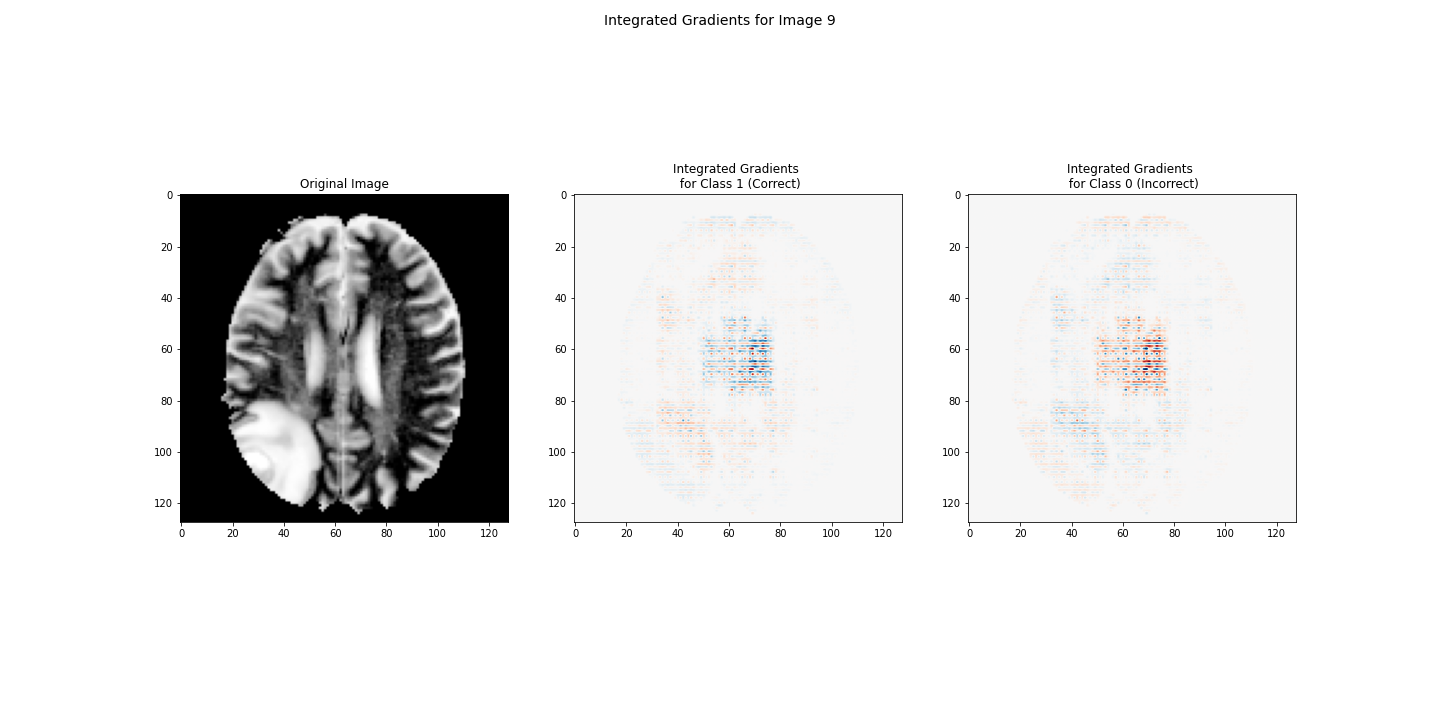 Integrated Gradients for Image 9
Original Image
0
20
40
60
80
100
120
0 20 40 60 80 100 120
Integrated Gradients
for Class 1 (Correct)
0
20
40
60
80
100
120
0 20 40 60 80 100 120
Integrated Gradients
for Class 0 (Incorrect)
0
20
40
60
80
100
120
0 20 40 60 80 100 120